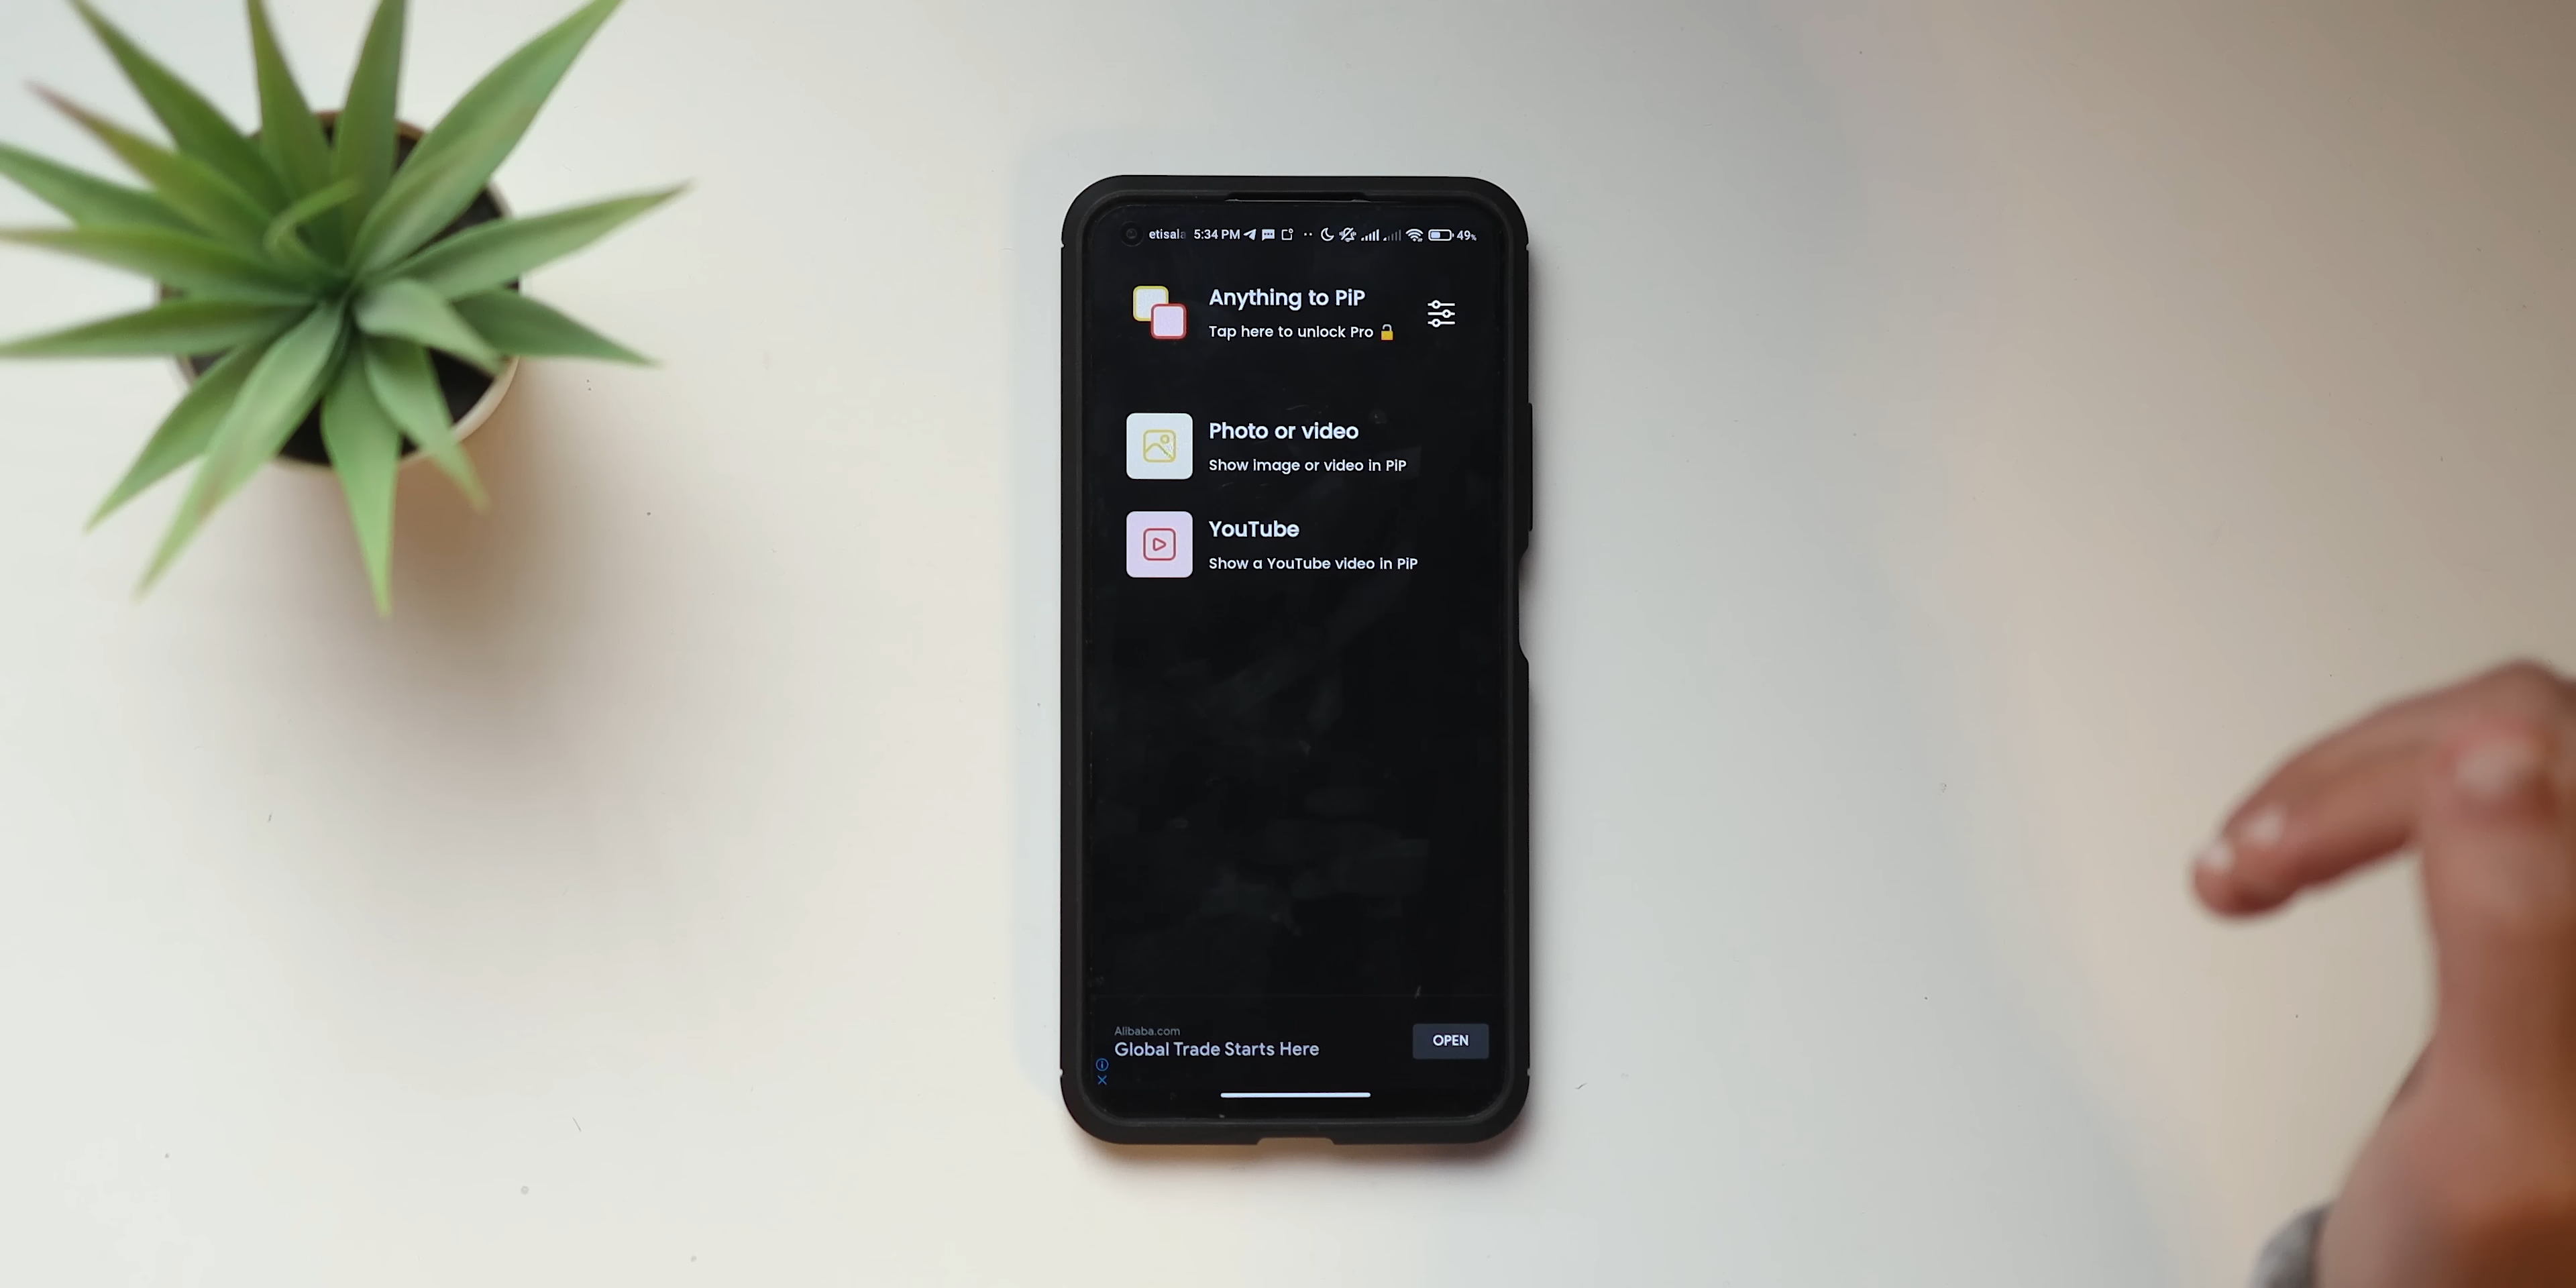 etisala 5:34 PM 49%
Anything to PiP
Tap here to unlock Pro
Photo or video
Show image or video in PiP
YouTube
Show a YouTube video in PiP
Alibaba.com
Global Trade Starts Here
OPEN